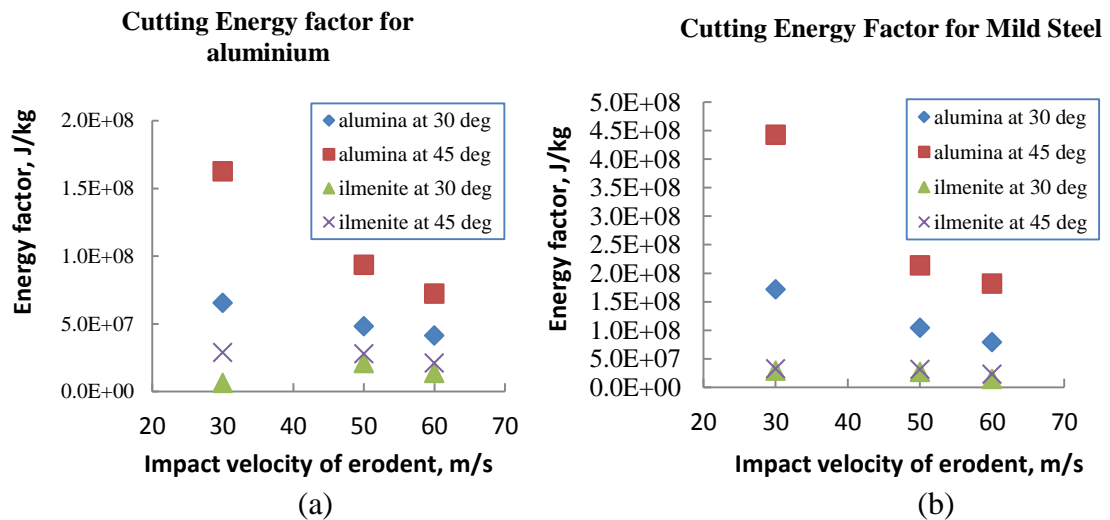 Cutting Energy factor for
aluminium
Energy factor, J/kg
2.0E+08
1.5E+08
1.0E+08
5.0E+07
0.0E+00
alumina at 30 deg
alumina at 45 deg
ilmenite at 30 deg
ilmenite at 45 deg
20 30 40 50 60 70
Impact velocity of erodent, m/s
(a)
Cutting Energy Factor for Mild Steel
Energy factor, J/kg
5.0E+08
4.5E+08
4.0E+08
3.5E+08
3.0E+08
2.5E+08
2.0E+08
1.5E+08
1.0E+08
5.0E+07
0.0E+00
alumina at 30 deg
alumina at 45 deg
ilmenite at 30 deg
ilmenite at 45 deg
20 30 40 50 60 70
Impact velocity of erodent, m/s
(b)